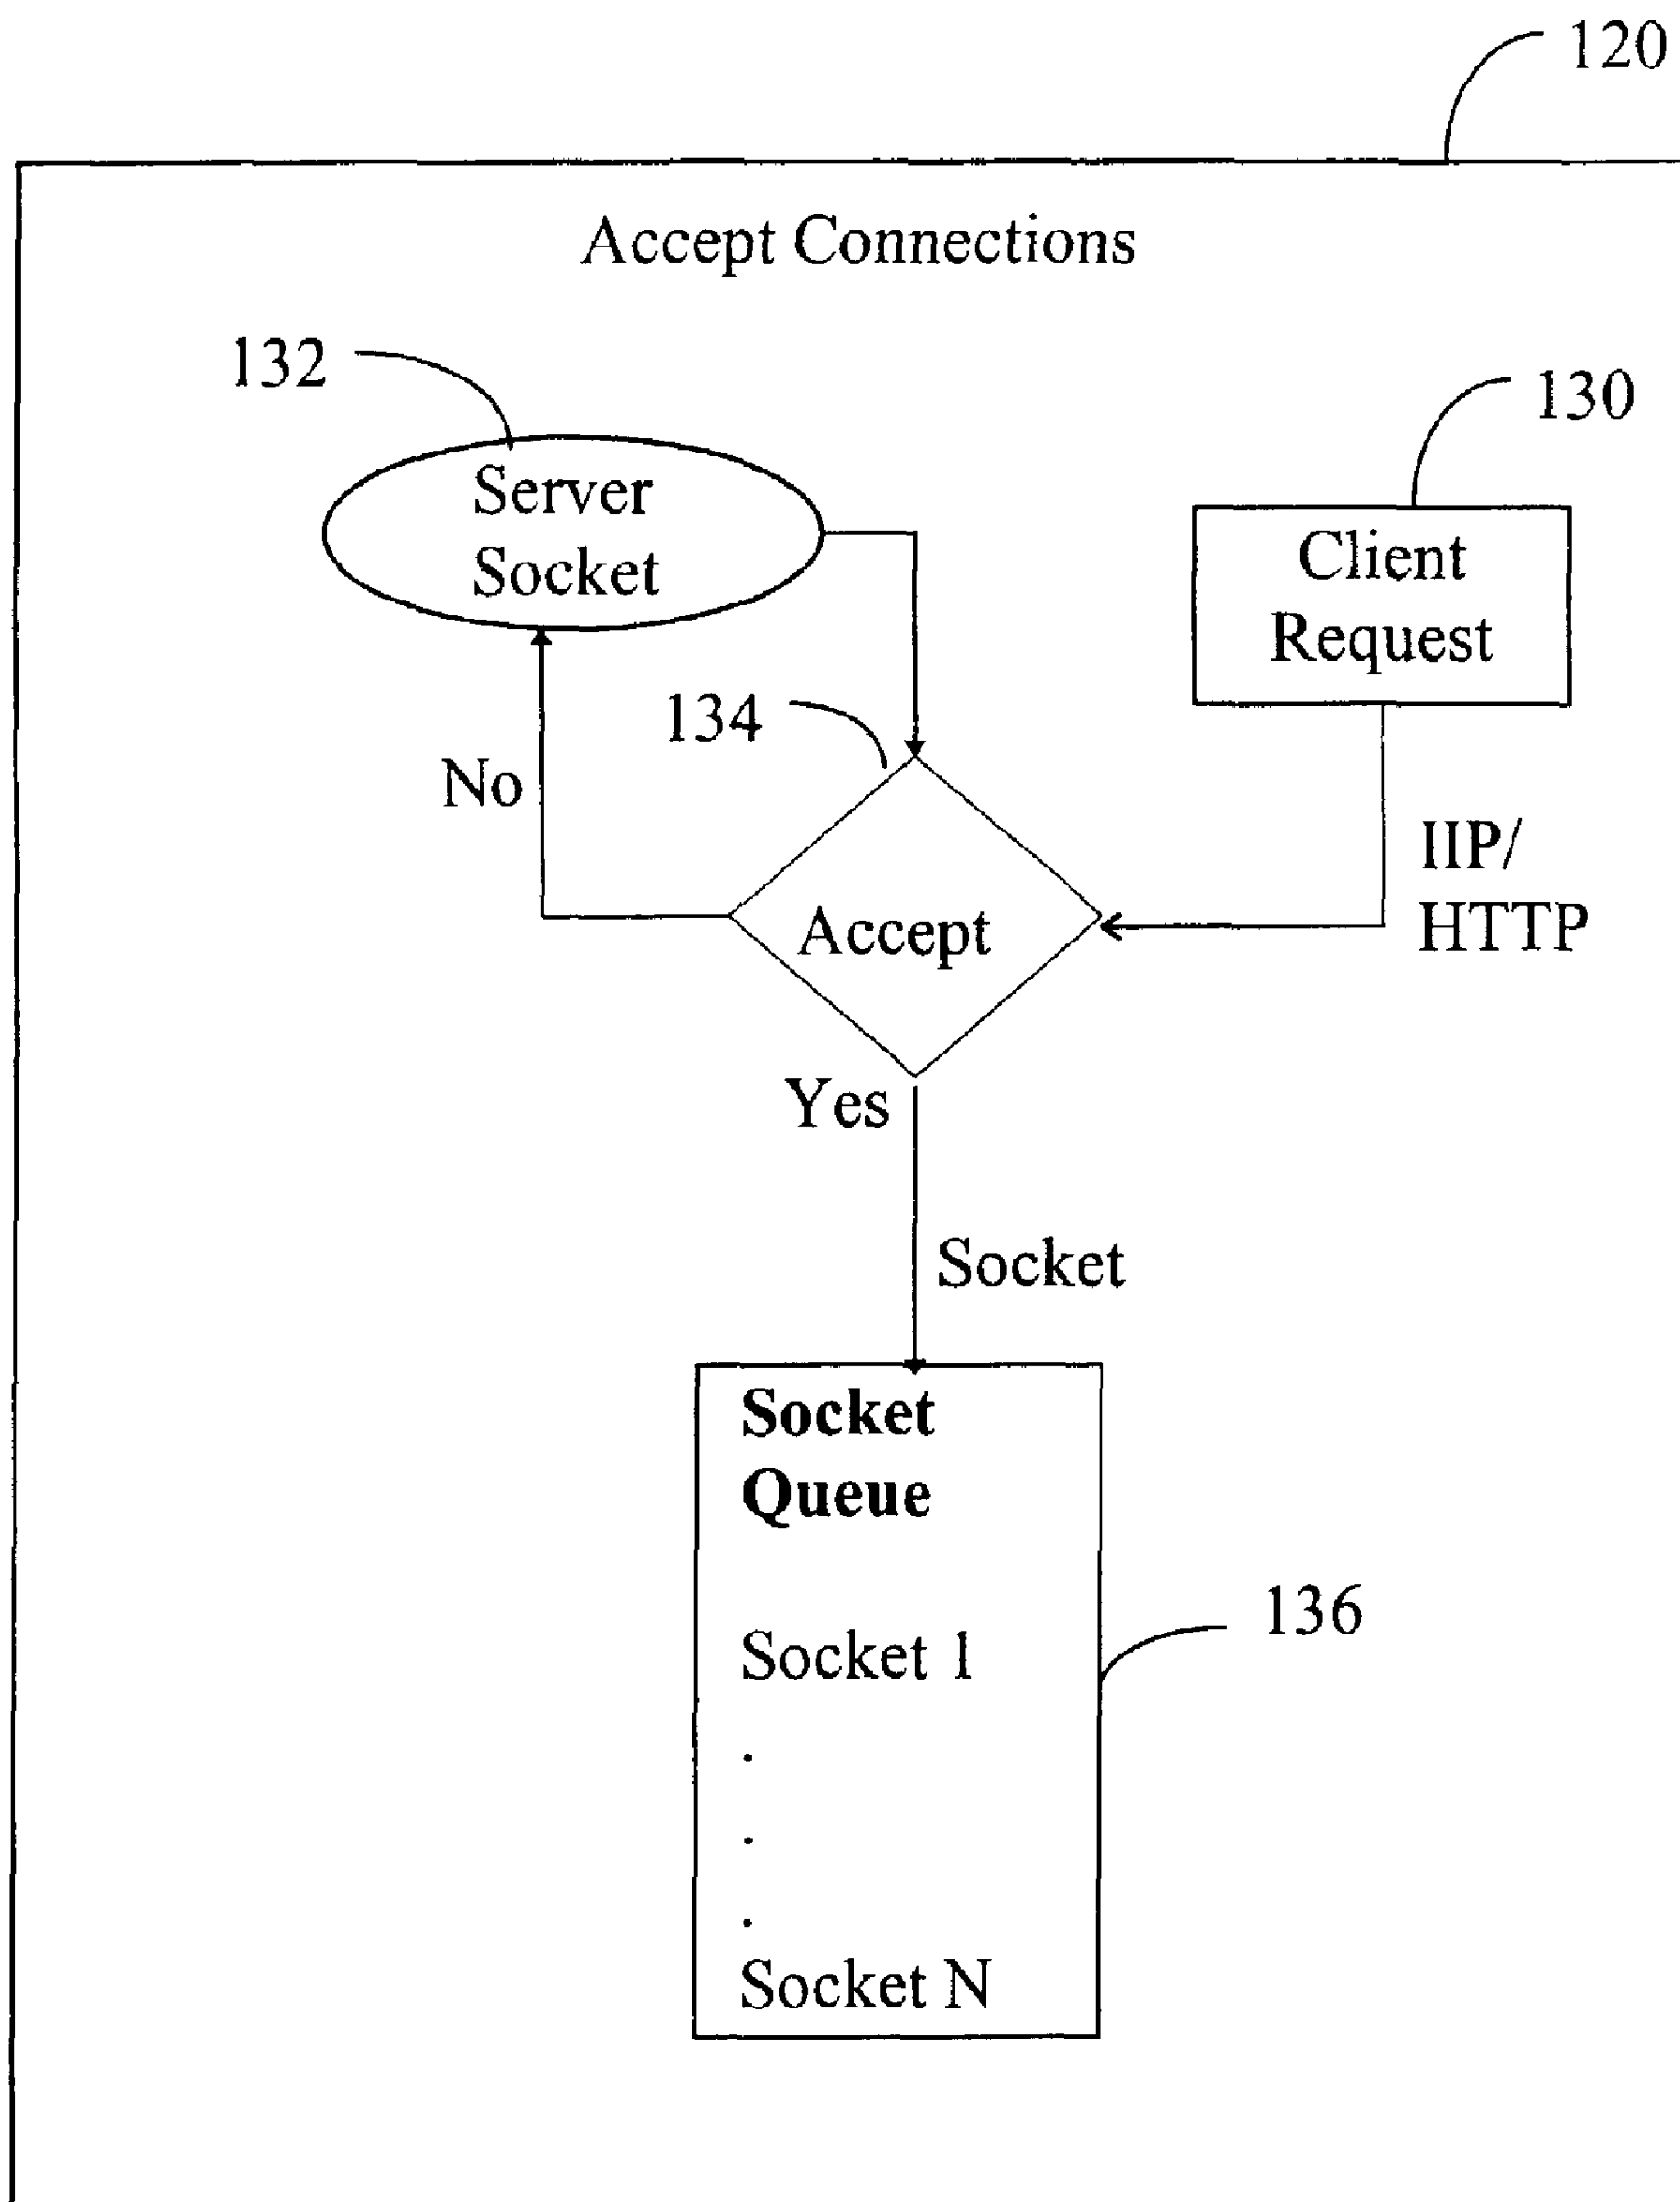 120
Accept Connections
132
130
Server
Socket
Client
Request
134
No
IIP/
HTTP
Accept
Yes
Socket
Socket
Queue
136
Socket 1
.
.
.
Socket N